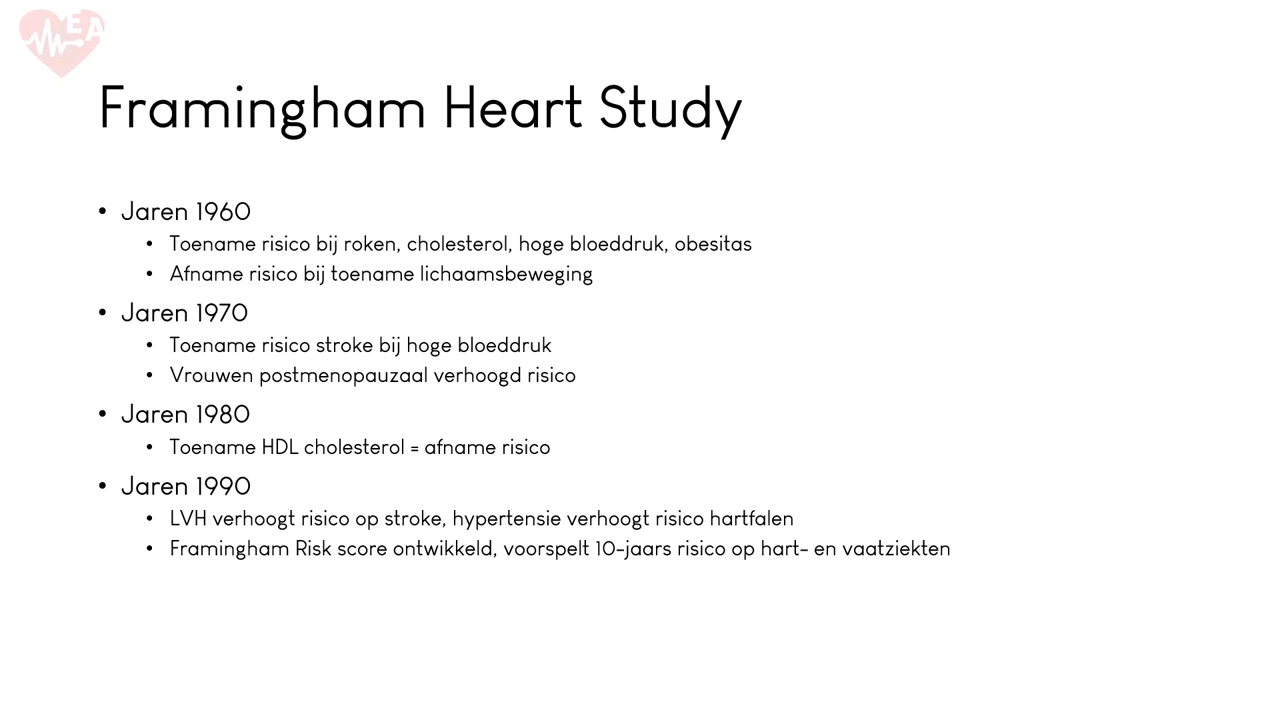 EA
Framingham Heart Study
• Jaren 1960
• Toename risico bij roken, cholesterol, hoge bloeddruk, obesitas
• Afname risico bij toename lichaamsbeweging
• Jaren 1970
• Toename risico stroke bij hoge bloeddruk
• Vrouwen postmenopauzaal verhoogd risico
• Jaren 1980
• Toename HDL cholesterol = afname risico
• Jaren 1990
• LVH verhoogt risico op stroke, hypertensie verhoogt risico hartfalen
• Framingham Risk score ontwikkeld, voorspelt 10-jaars risico op hart- en vaatziekten